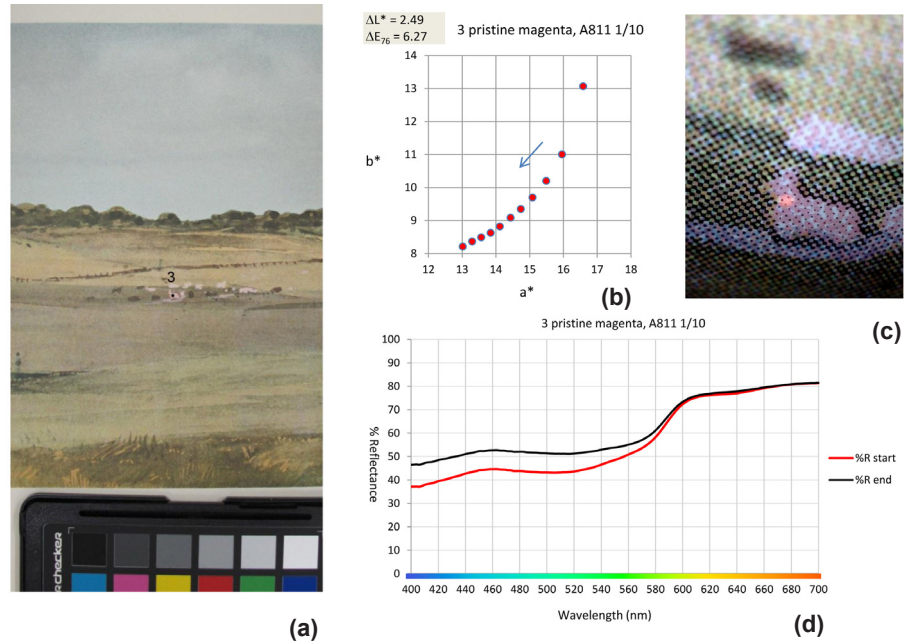 3
checker
(a)
ΔL* = 2.49
ΔE76 = 6.27
3 pristine magenta, A811 1/10
14
13
12
11
10
9
8
b*
12 13 14 15 16 17 18
a*
(b)
(c)
3 pristine magenta, A811 1/10
100
90
80
70
60
50
40
30
20
10
00
% Reflectance
400 420 440 460 480 500 520 540 560 580 600 620 640 660 680 700
Wavelength (nm)
%R start
%R end
(d)